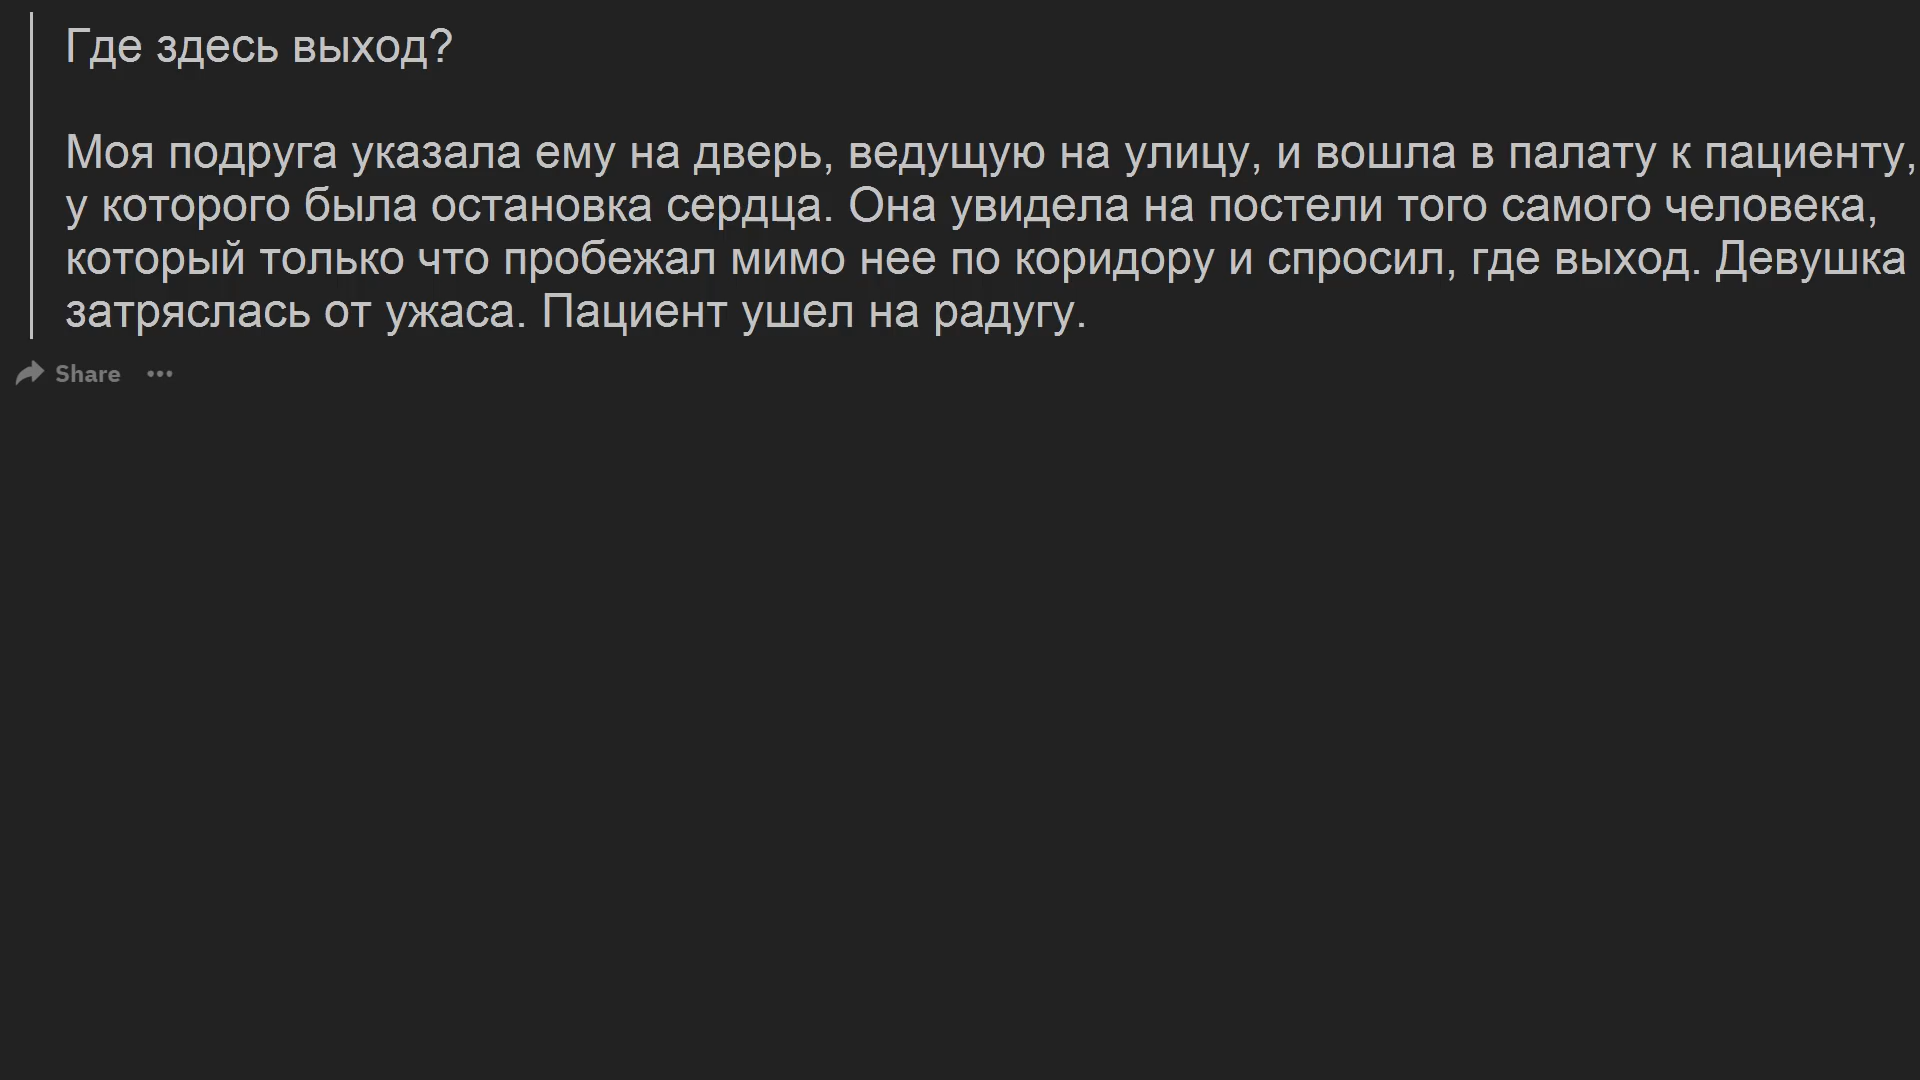 Где здесь выход?
Моя подруга указала ему на дверь, ведущую на улицу, и вошла в палату к пациенту,
у которого была остановка сердца. Она увидела на постели того самого человека,
который только что пробежал мимо нее по коридору и спросил, где выход. Девушка
затряслась от ужаса. Пациент ушел на радугу.
Share